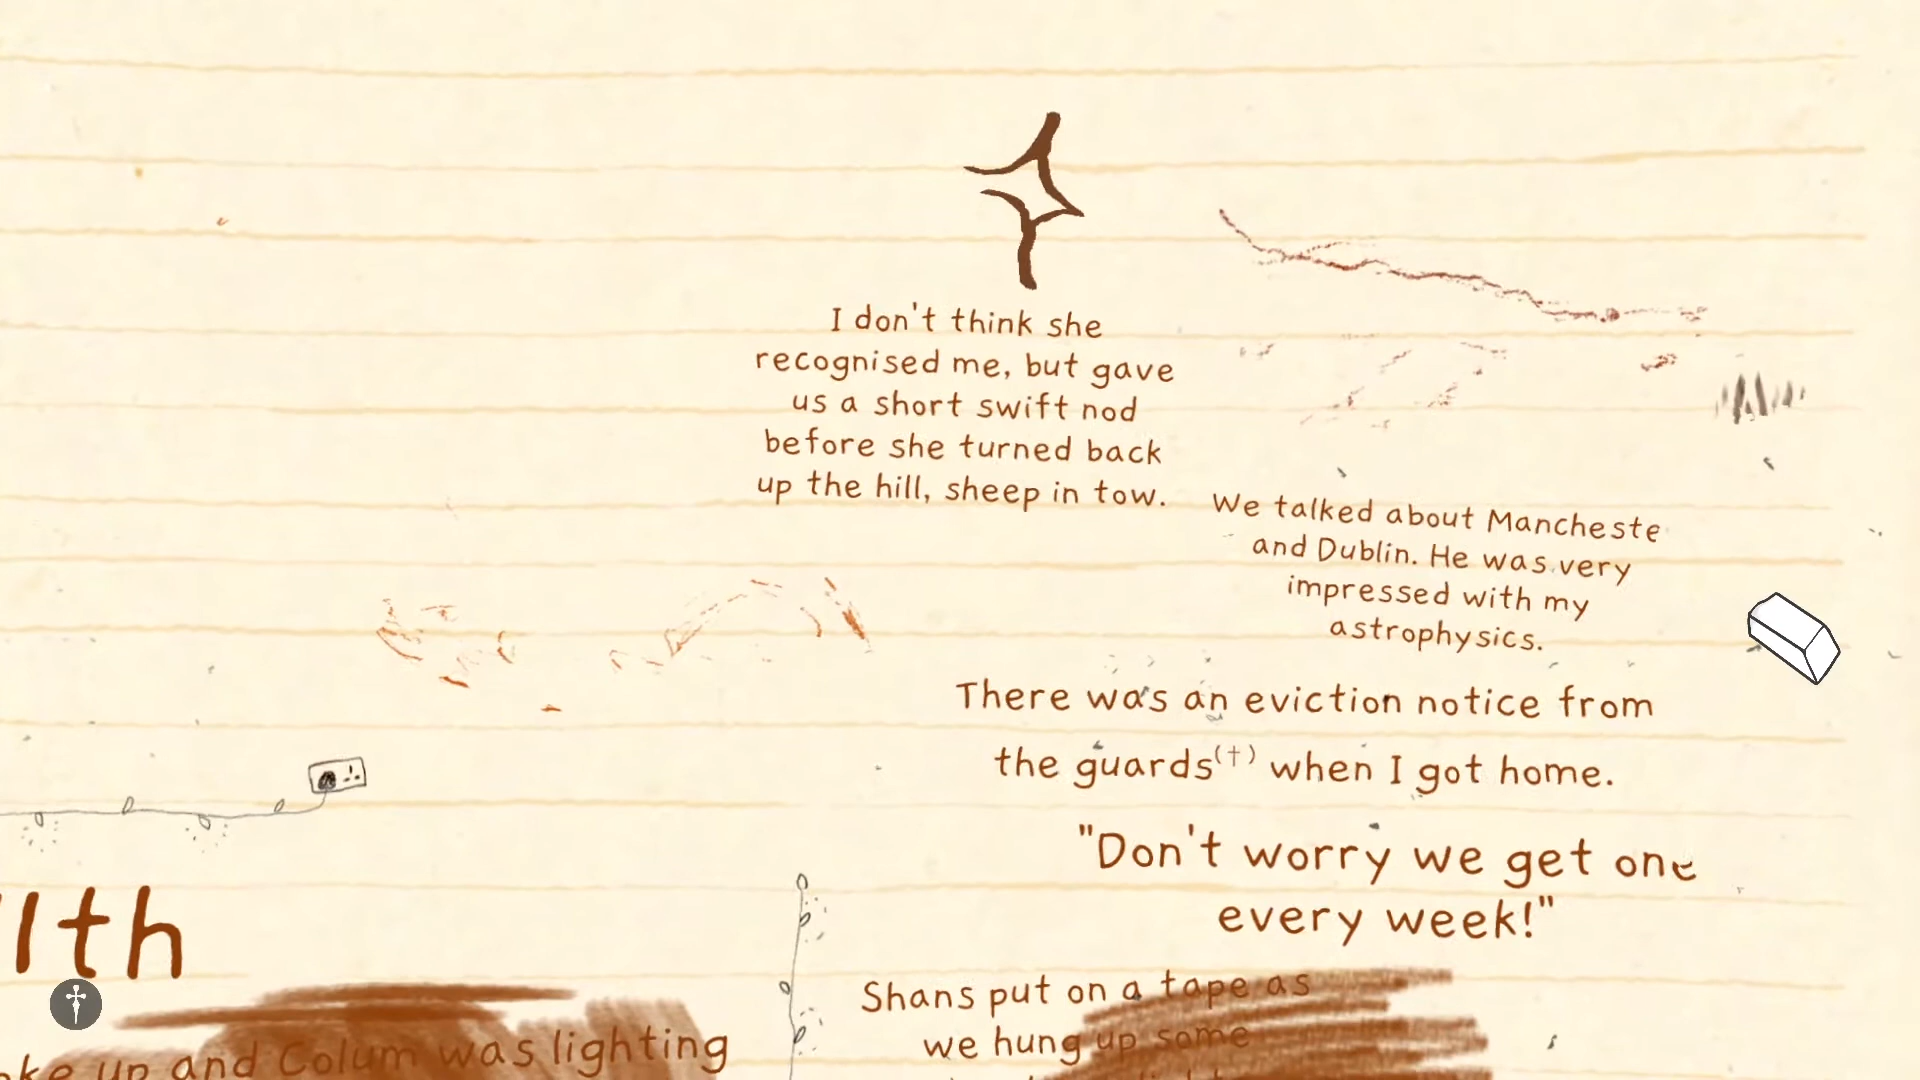 I don't think she
recognised me, but gave
us a short swift nod
before she turned back
up the hill, sheep in tow.
We talked about Mancheste
and Dublin. He was very
impressed with my
astrophysics.
There was an eviction notice from
the guards(†) when I got home.
"Don't worry we get one
every week!"
lth
Shans put on a tape as
we hung up some
oke up and Colum was lighting